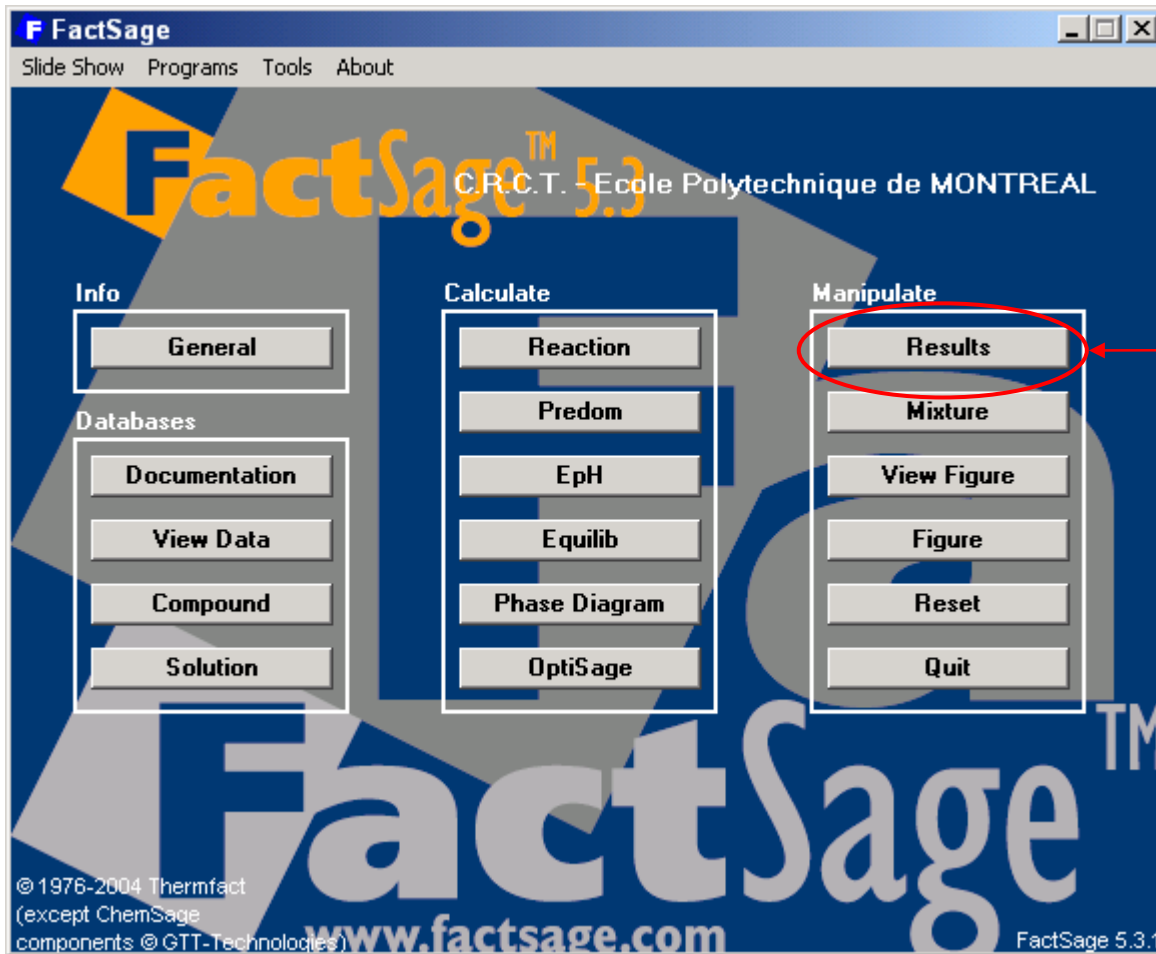 FactSage
Slide Show Programs Tools About
FactSage™ 5.3
C.R.C.T. - Ecole Polytechnique de MONTREAL
Info
General
Databases
Documentation
View Data
Compound
Solution
Calculate
Reaction
Predom
EpH
Equilib
Phase Diagram
OptiSage
Manipulate
Results
Mixture
View Figure
Figure
Reset
Quit
FactSage™
© 1976-2004 Thermfact
(except ChemSage
components © GTT-Technologies)
www.factsage.com
FactSage 5.3.1